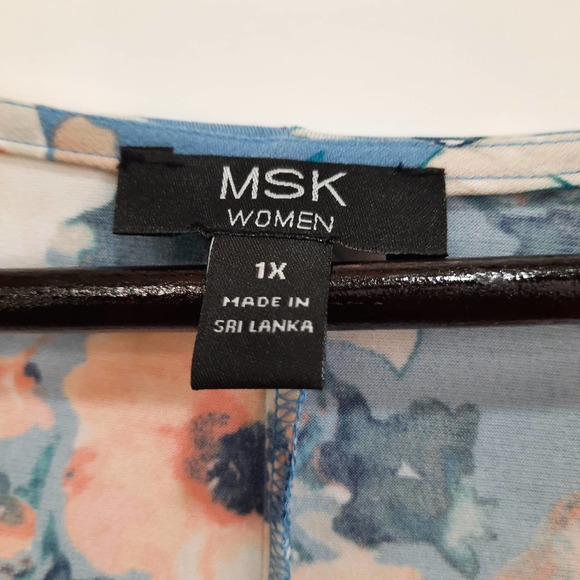 MSK
WOMEN
1X
MADE IN
SRI LANKA